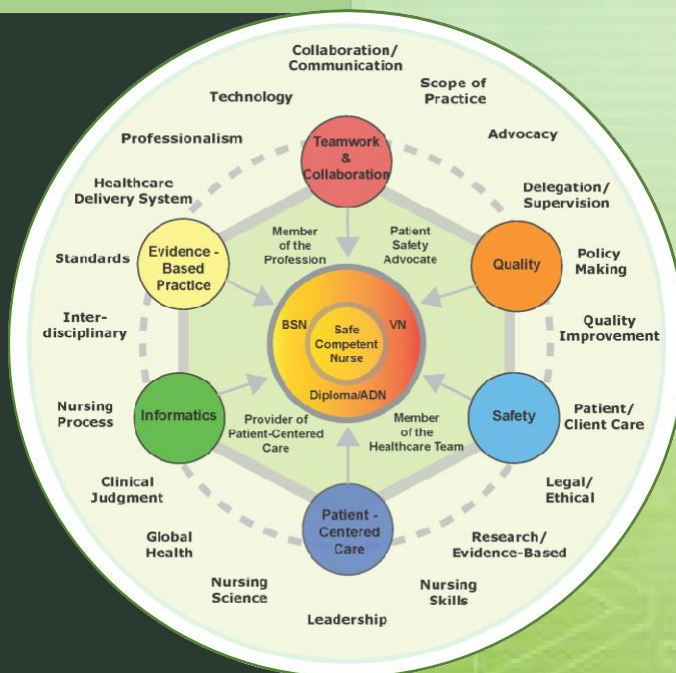 Collaboration/
Communication
Scope of
Practice
Advocacy
Delegation/
Supervision
Policy
Making
Quality
Improvement
Patient/
Client Care
Legal/
Ethical
Research/
Evidence-Based
Nursing
Skills
Leadership
Nursing
Science
Global
Health
Clinical
Judgment
Nursing
Process
Inter-
disciplinary
Standards
Healthcare
Delivery System
Professionalism
Technology
Teamwork
&
Collaboration
Quality
Safety
Patient -
Centered
Care
Informatics
Evidence -
Based
Practice
Member
of the
Profession
Patient
Safety
Advocate
Member
of the
Healthcare Team
Provider of
Patient-Centered
Care
BSN
VN
Diploma/ADN
Safe
Competent
Nurse